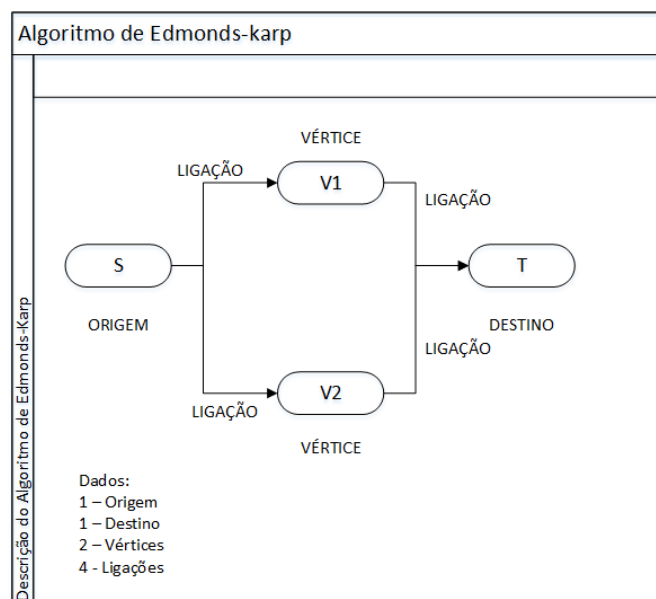 Algoritmo de Edmonds-karp
Descrição do Algoritmo de Edmonds-Karp
VÉRTICE
LIGAÇÃO
V1
LIGAÇÃO
S
T
ORIGEM
DESTINO
LIGAÇÃO
V2
LIGAÇÃO
VÉRTICE
Dados:
1 – Origem
1 – Destino
2 – Vértices
4 - Ligações